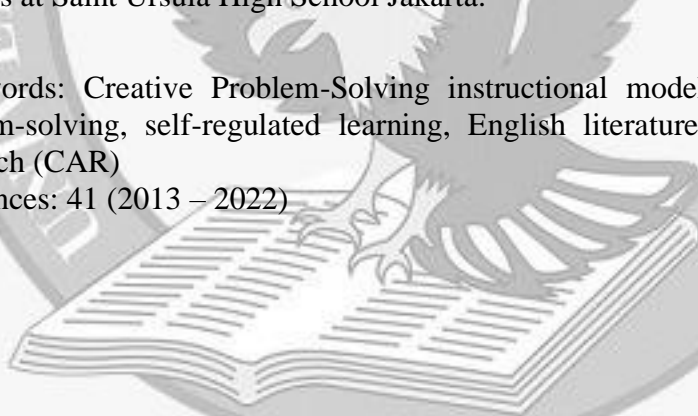 s at Saint Ursula High School Jakarta.
ords: Creative Problem-Solving instructional mode
m-solving, self-regulated learning, English literature
ch (CAR)
nces: 41 (2013 – 2022)